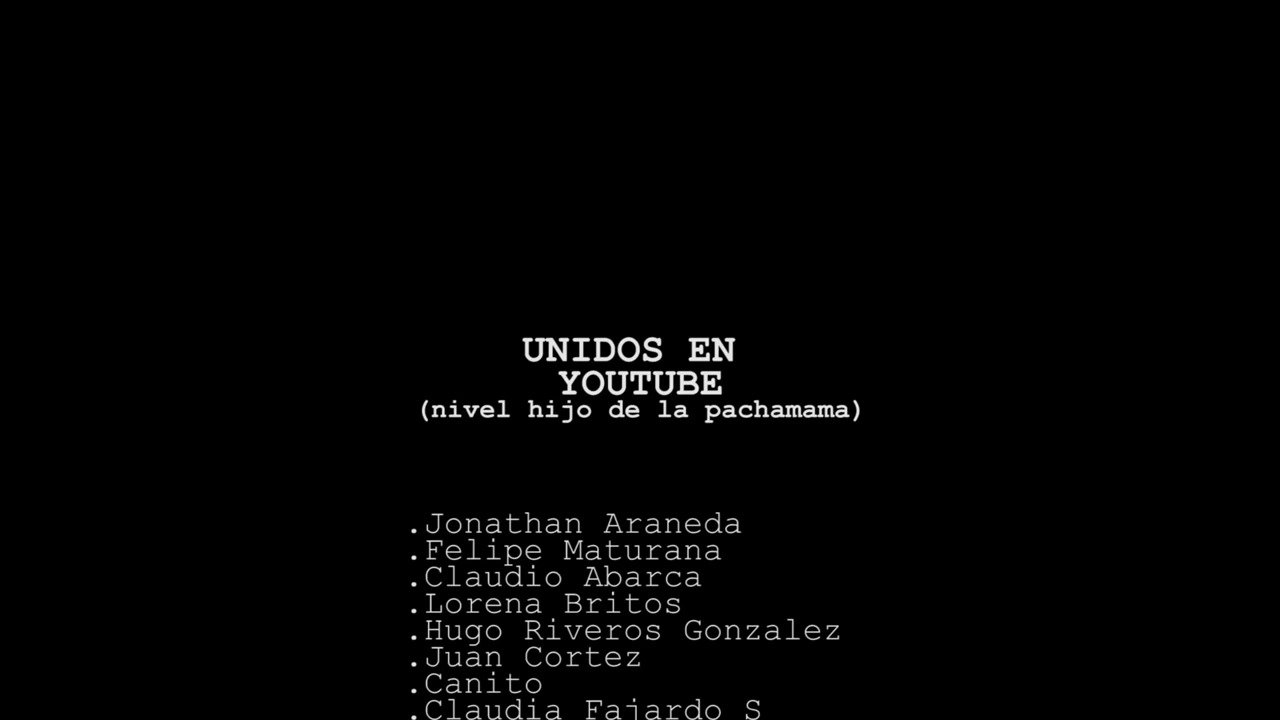 UNIDOS EN
YOUTUBE
(nivel hijo de la pachamama)
.Jonathan Araneda
.Felipe Maturana
.Claudio Abarca
.Lorena Britos
.Hugo Riveros Gonzalez
.Juan Cortez
.Canito
.Claudia Fajardo S